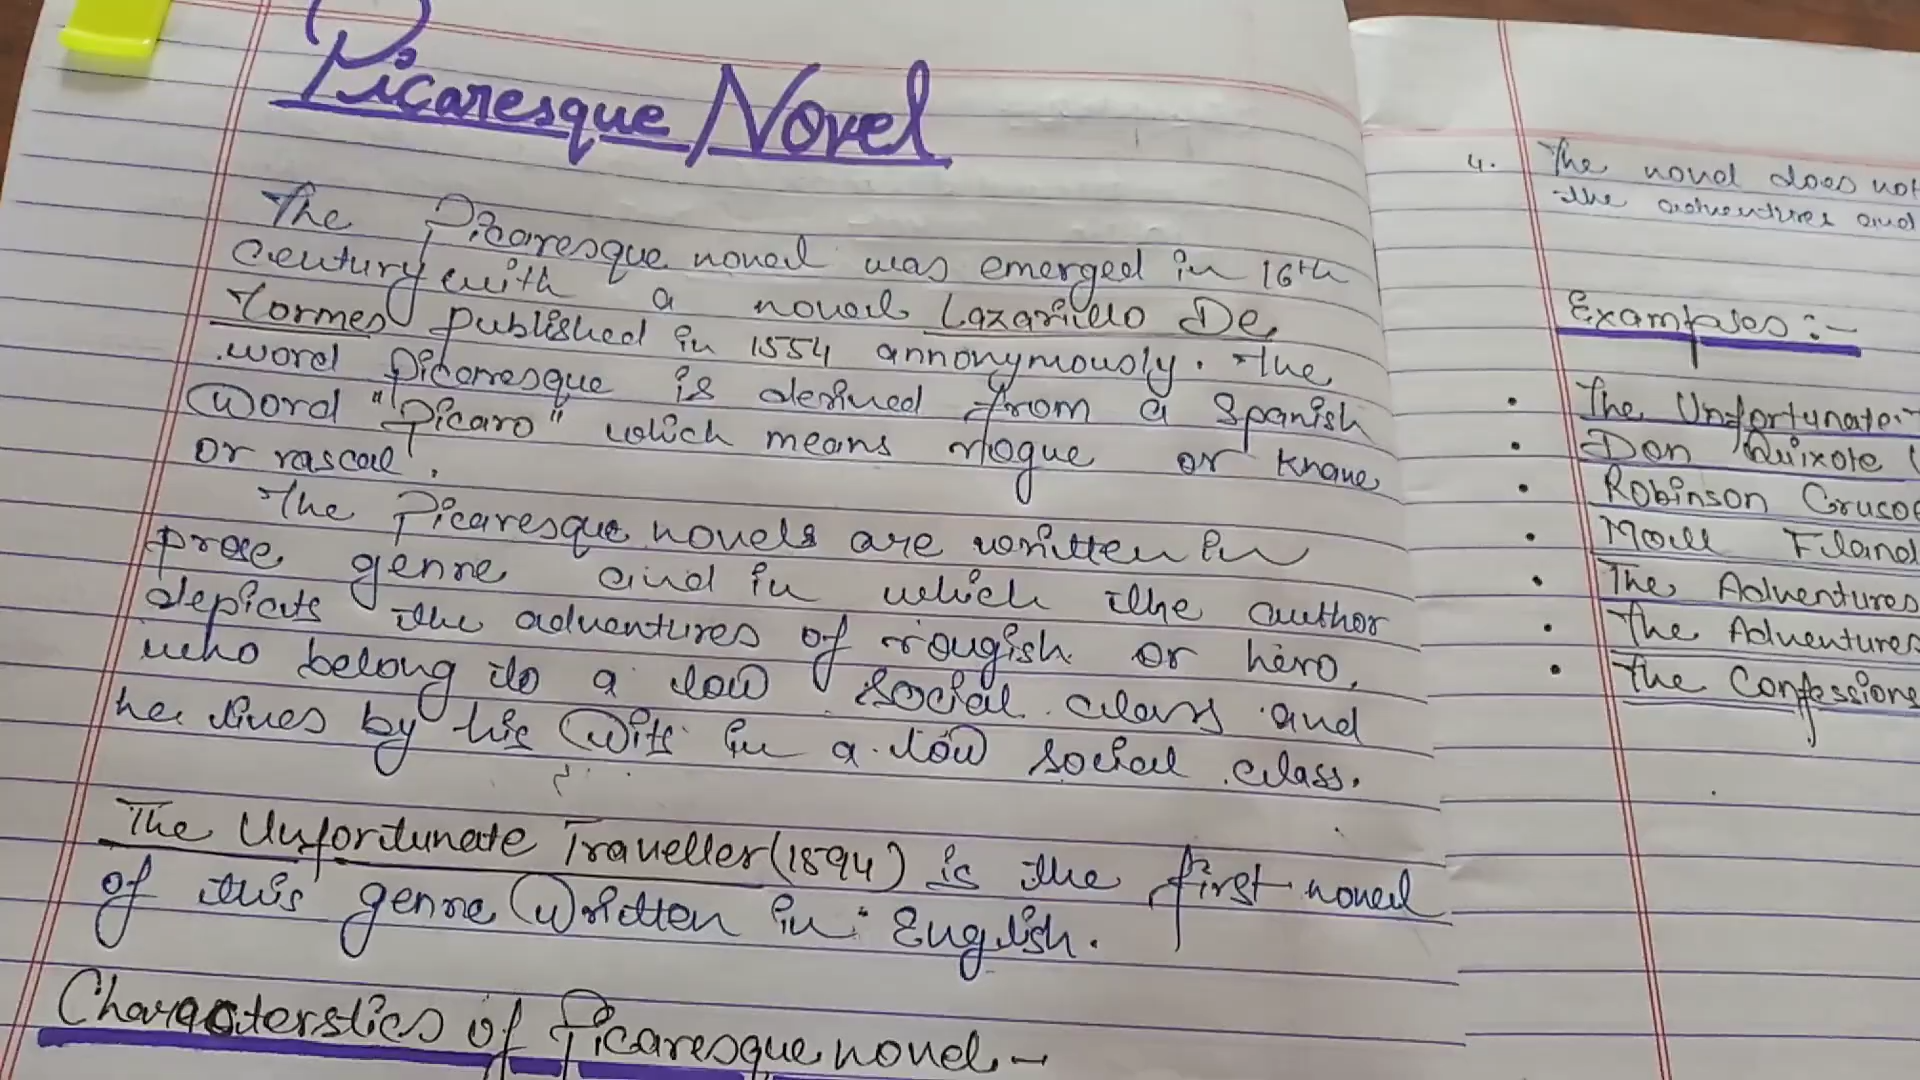 Picaresque Novel
The Picaresque novel was emerged in 16th
century with a novel Lazarillo De
Tormes published in 1554 annonymously. The
word Picaresque is derived from a Spanish
word "Picaro" which means rogue or knave
or rascal.
The Picaresque novels are written in
prose genre and in which the author
depicts the adventures of rougish or hero,
who belong to a low social class and
he lives by his wits in a low social class.
The Unfortunate Traveller (1594) is the first novel
of this genre written in English.
Characterstics of Picaresque novel -
4. The novel does not
the adventures and
Examples :-
• The Unfortunate
• Don Quixote (
• Robinson Crusoe
• Moll Fland
• The Adventures
• The Adventures
• The Confessions